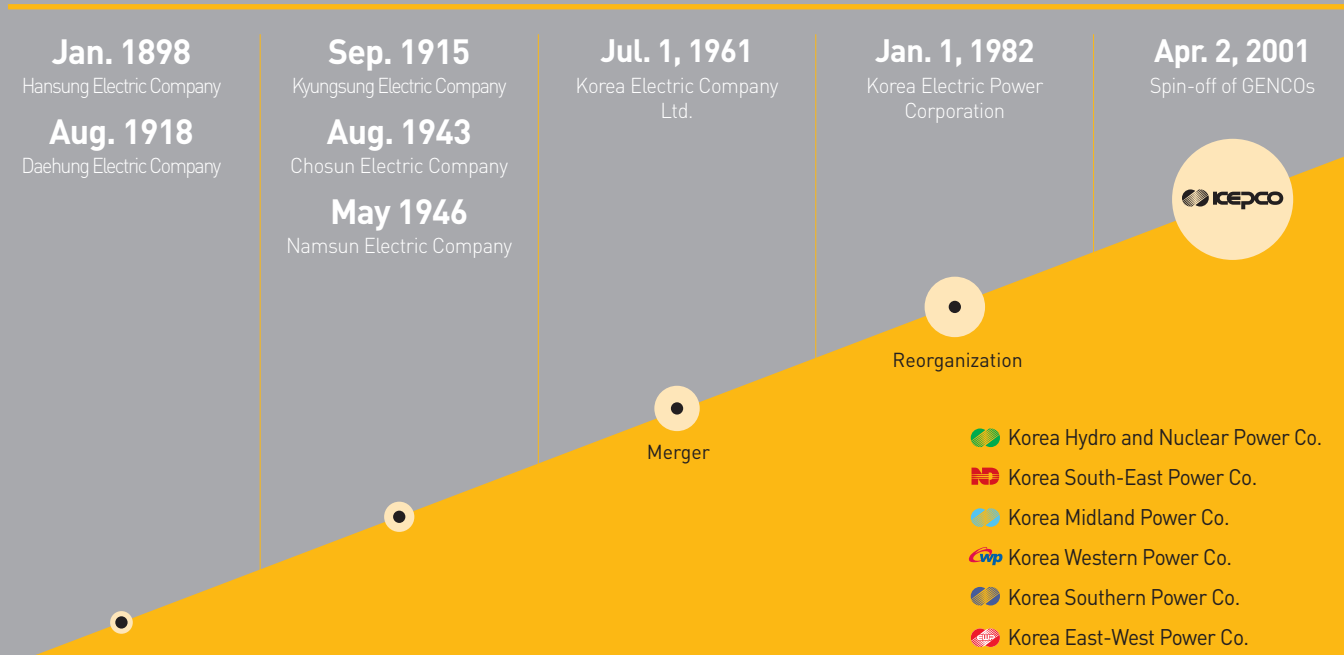 Jan. 1898
Hansung Electric Company
Aug. 1918
Daehung Electric Company
Sep. 1915
Kyungsung Electric Company
Aug. 1943
Chosun Electric Company
May 1946
Namsun Electric Company
Jul. 1, 1961
Korea Electric Company
Ltd.
Jan. 1, 1982
Korea Electric Power
Corporation
Apr. 2, 2001
Spin-off of GENCOs
KEPCO
Reorganization
Merger
Korea Hydro and Nuclear Power Co.
Korea South-East Power Co.
Korea Midland Power Co.
wp Korea Western Power Co.
Korea Southern Power Co.
EWP Korea East-West Power Co.